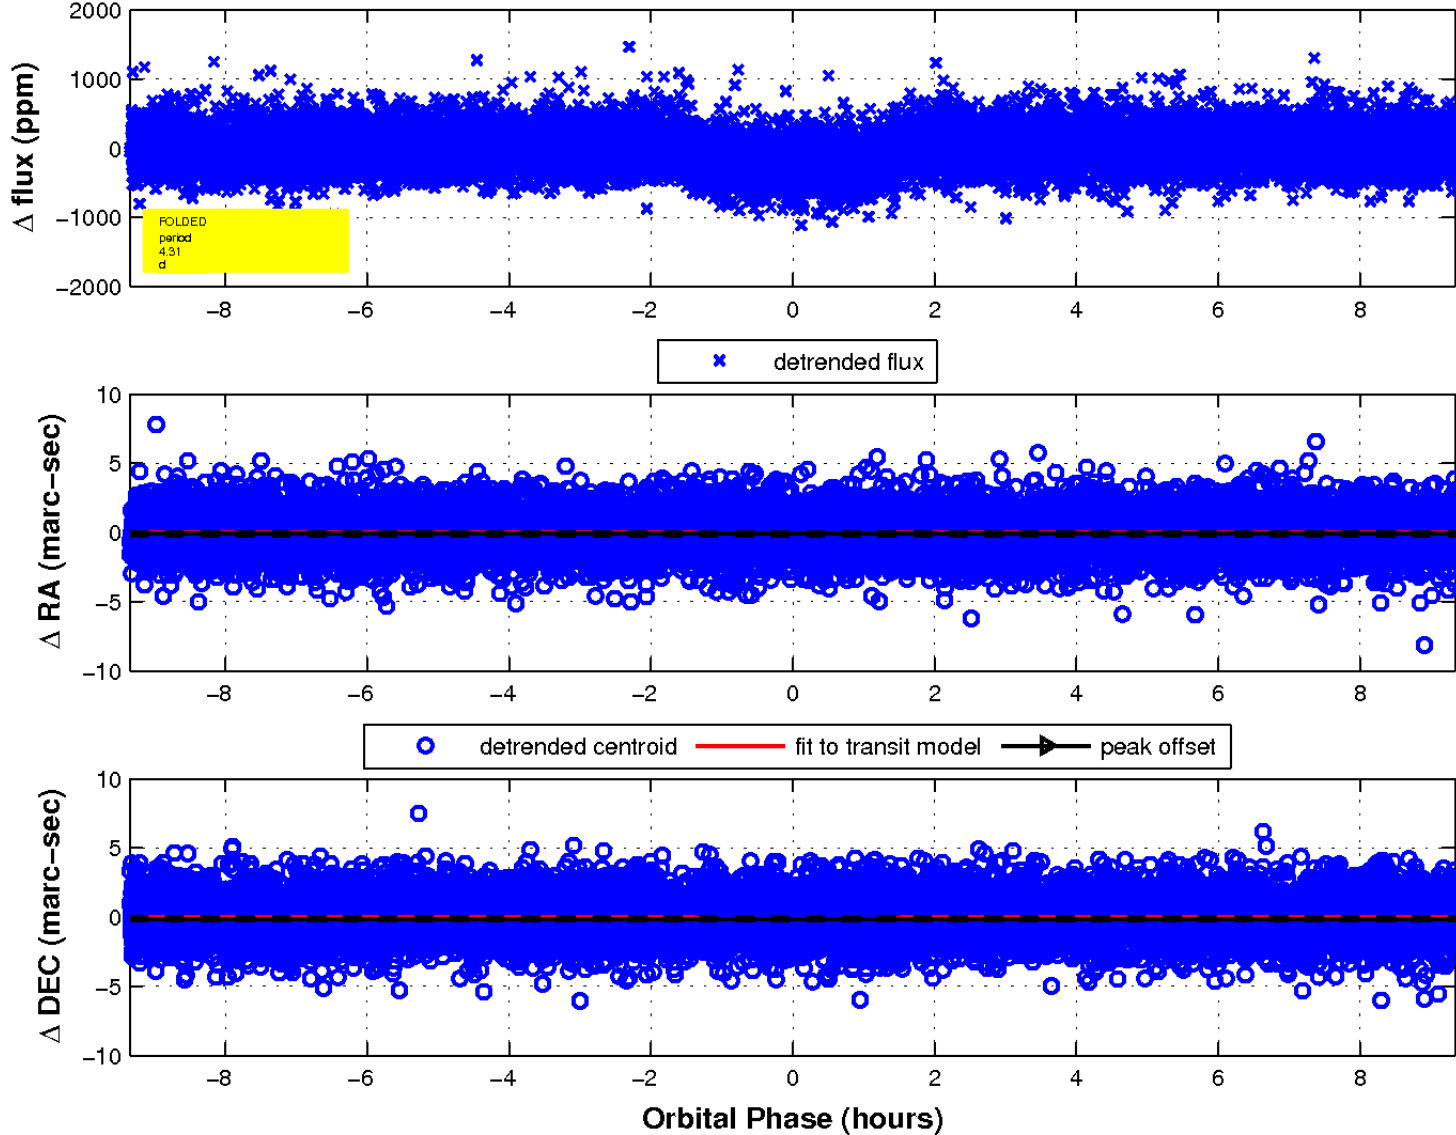 2000
1000
0
−1000
−2000
Δ flux (ppm)
FOLDED
period
4.31
d
−8 −6 −4 −2 0 2 4 6 8
detrended flux
10
5
0
−5
−10
Δ RA (marc−sec)
−8 −6 −4 −2 0 2 4 6 8
detrended centroid fit to transit model peak offset
10
5
0
−5
−10
Δ DEC (marc−sec)
−8 −6 −4 −2 0 2 4 6 8
Orbital Phase (hours)